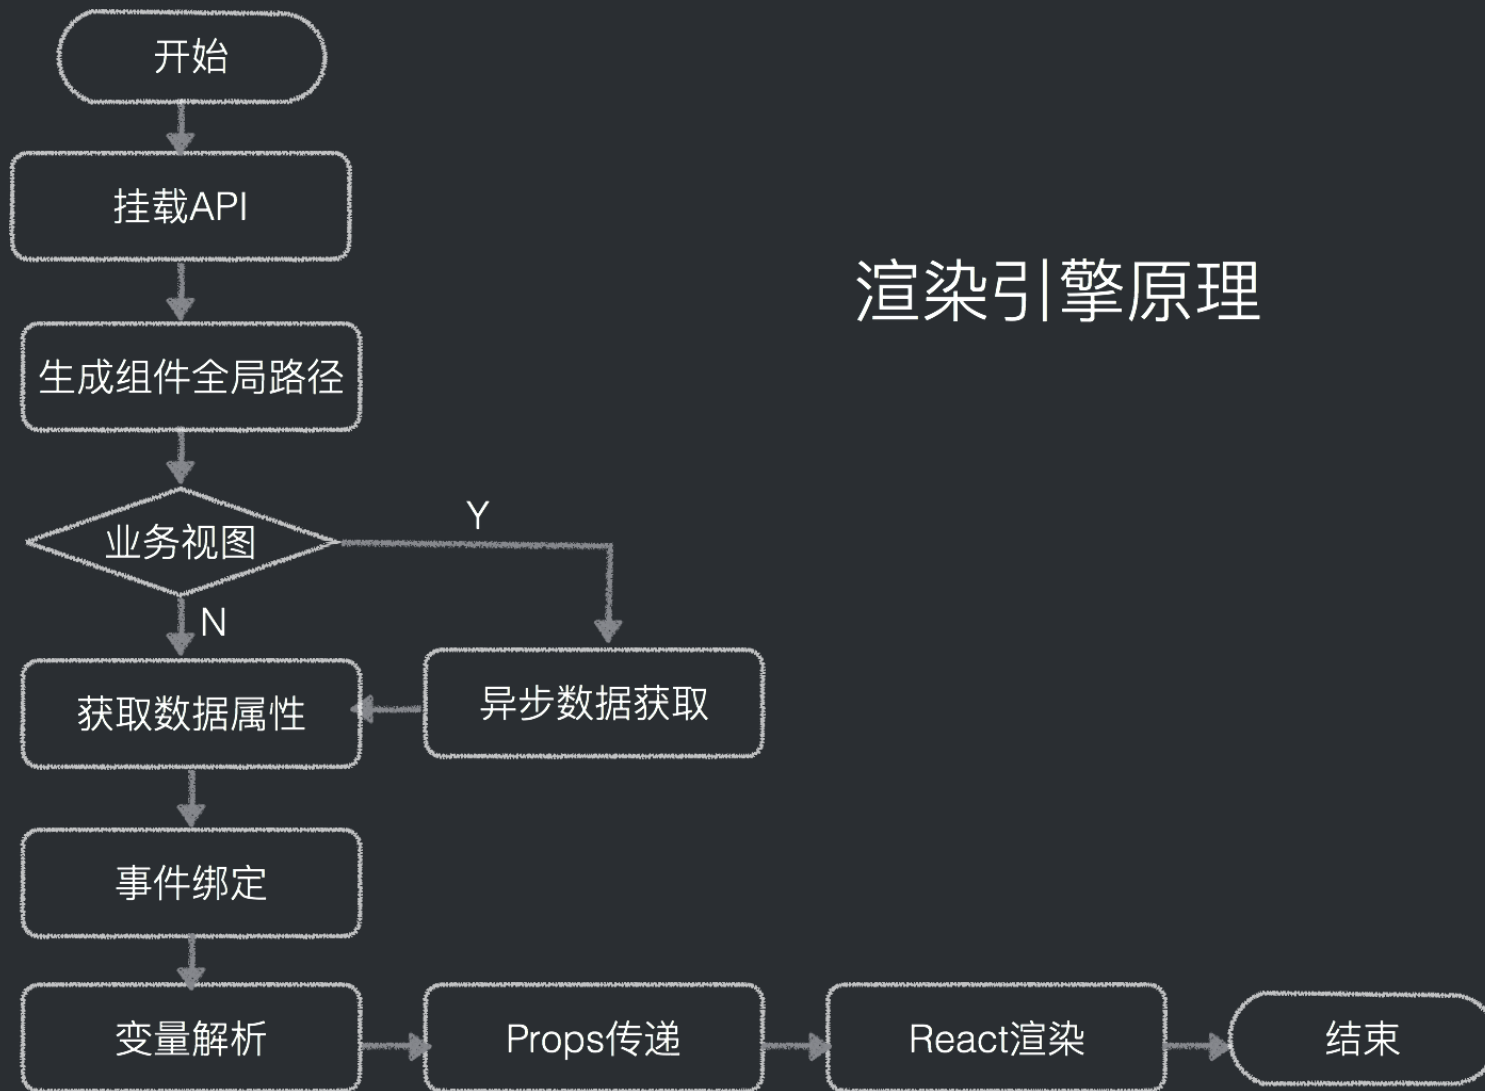 开始
挂载API
渲染引擎原理
生成组件全局路径
业务视图
Y
N
获取数据属性
异步数据获取
事件绑定
变量解析
Props传递
React渲染
结束